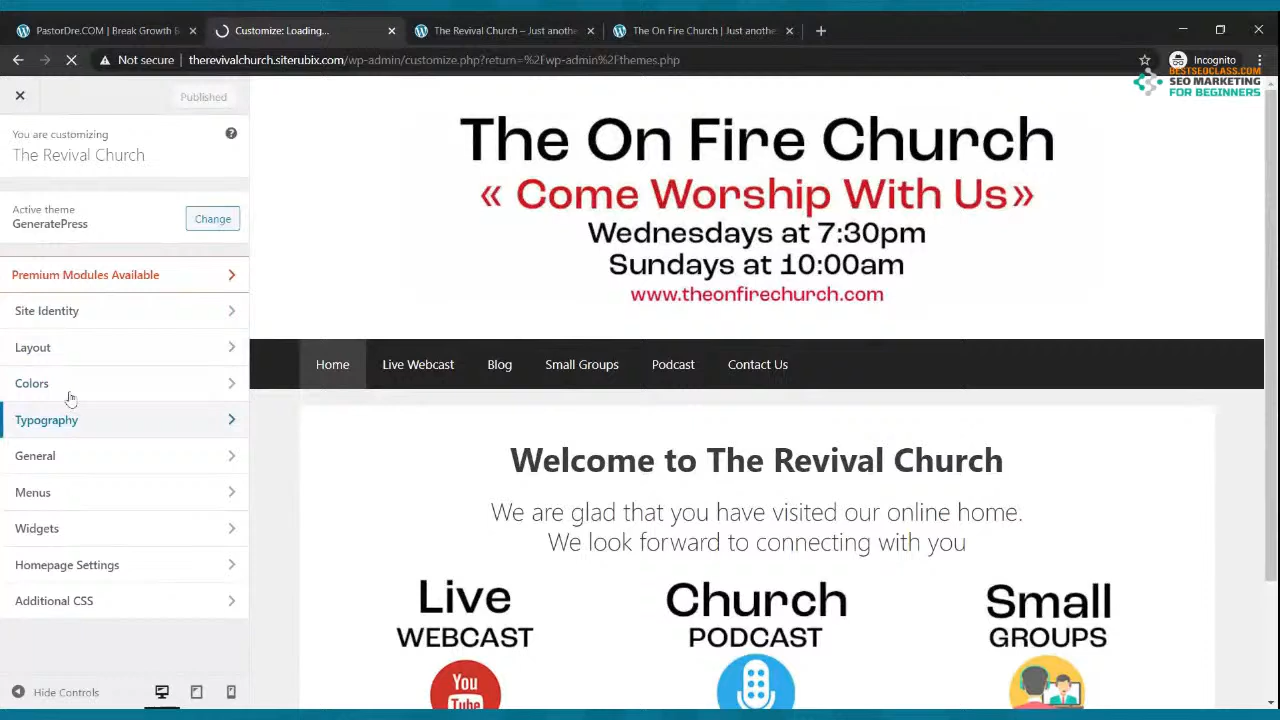 PastorDre.COM | Break Growth B
Customize: Loading...
The Revival Church – Just anothe
The On Fire Church | Just anothe
Not secure | therevivalchurch.siterubix.com/wp-admin/customize.php?return=%2Fwp-admin%2Fthemes.php
Incognito
BESTSEOCLASS.COM
SEO MARKETING
FOR BEGINNERS
Published
You are customizing
The Revival Church
Active theme
GeneratePress
Change
Premium Modules Available
Site Identity
Layout
Colors
Typography
General
Menus
Widgets
Homepage Settings
Additional CSS
Hide Controls
The On Fire Church
« Come Worship With Us»
Wednesdays at 7:30pm
Sundays at 10:00am
www.theonfirechurch.com
Home Live Webcast Blog Small Groups Podcast Contact Us
Welcome to The Revival Church
We are glad that you have visited our online home.
We look forward to connecting with you
Live
WEBCAST
You
Tube
Church
PODCAST
Small
GROUPS